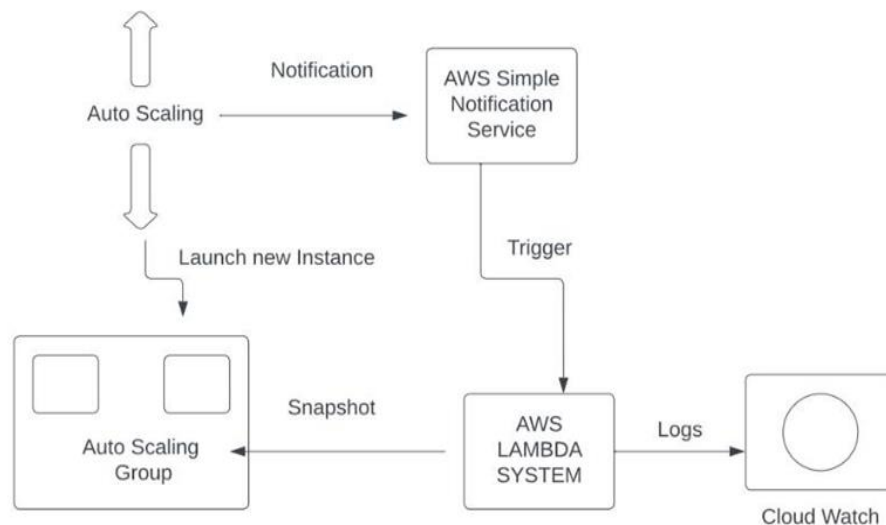 Notification
AWS Simple
Notification
Service
Auto Scaling
Launch new Instance
Trigger
Snapshot
Auto Scaling
Group
AWS
LAMBDA
SYSTEM
Logs
Cloud Watch